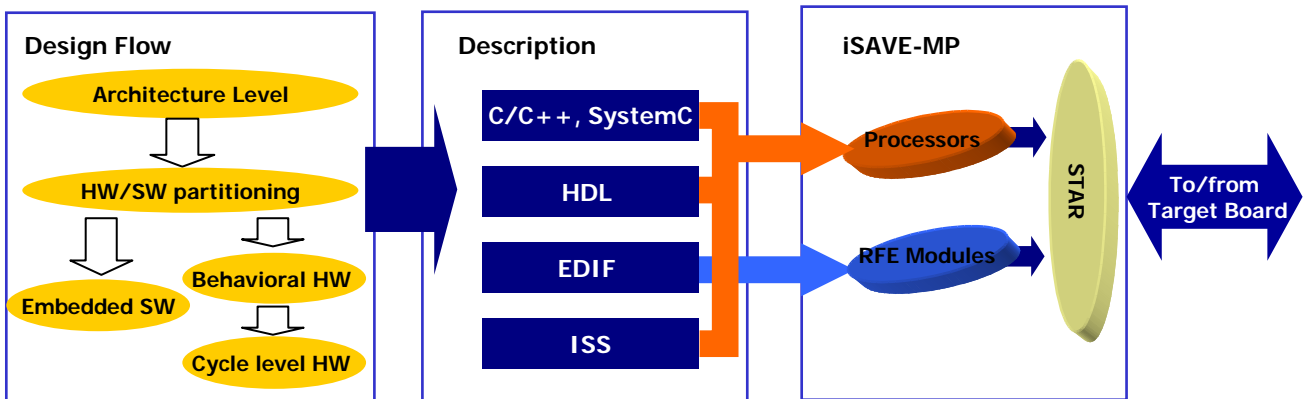 Design Flow
Architecture Level
HW/SW partitioning
Behavioral HW
Embedded SW
Cycle level HW
Description
C/C++, SystemC
HDL
EDIF
ISS
iSAVE-MP
Processors
RFE Modules
STAR
To/from
Target Board